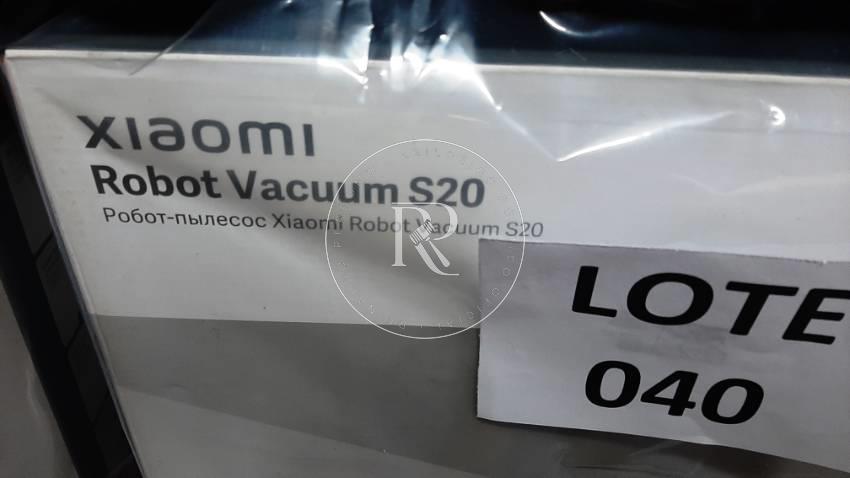 xiaomi
Robot Vacuum S20
Робот-пылесос Xiaomi Robot Vacuum S20
LOTE
040